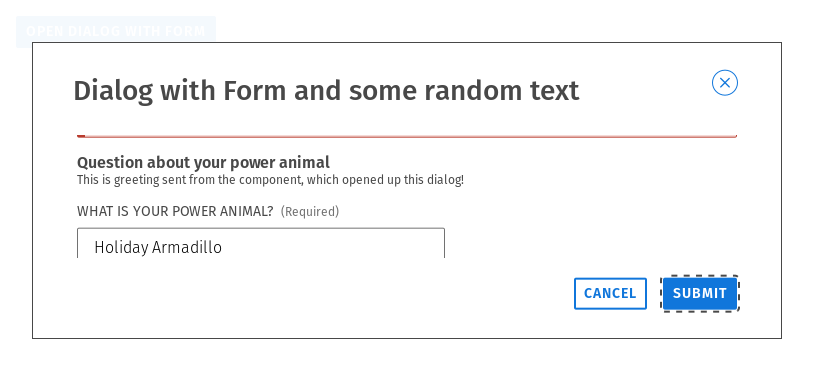 OPEN DIALOG WITH FORM
Dialog with Form and some random text
Question about your power animal
This is greeting sent from the component, which opened up this dialog!
WHAT IS YOUR POWER ANIMAL? (Required)
Holiday Armadillo
CANCEL SUBMIT